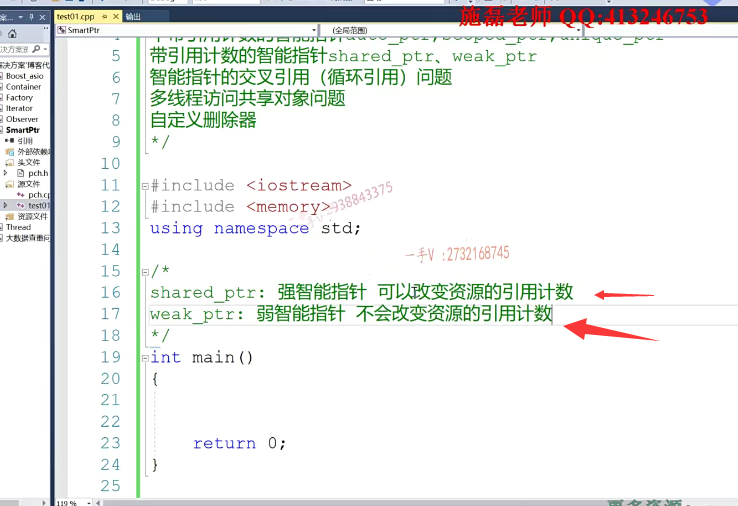 test01.cpp
输出
施磊老师 QQ:413246753
SmartPtr
(全局范围)
5 带引用计数的智能指针shared_ptr、weak_ptr
6 智能指针的交叉引用（循环引用）问题
7 多线程访问共享对象问题
8 自定义删除器
9 */
10
11 #include <iostream>
12 #include <memory>
13 using namespace std;
14
一手V :2732168745
15 /*
16 shared_ptr: 强智能指针 可以改变资源的引用计数
17 weak_ptr: 弱智能指针 不会改变资源的引用计数
18 */
19 int main()
20 {
21
22
23 return 0;
24 }
25
Boost_asio
Container
Factory
Iterator
Observer
SmartPtr
引用
外部依赖
头文件
pch.h
源文件
pch.c
test01
资源文件
Thread
大数据查重问
119 %